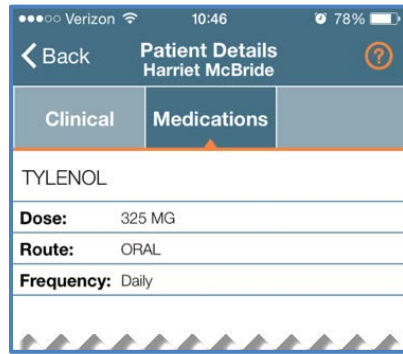 Verizon 10:46 78%
Back Patient Details ?
Harriet McBride
Clinical Medications
TYLENOL
Dose: 325 MG
Route: ORAL
Frequency: Daily